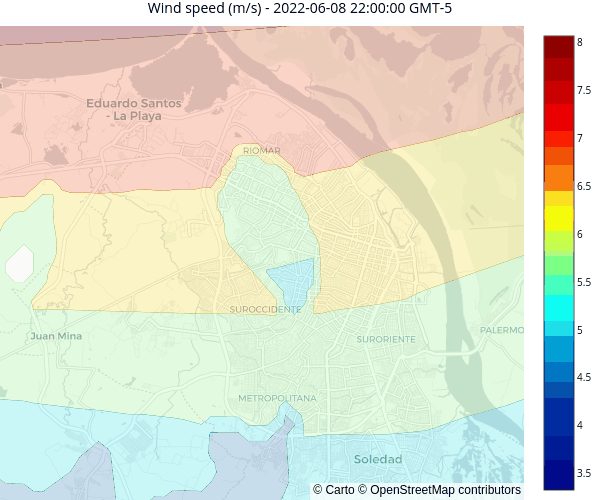 Wind speed (m/s) - 2022-06-08 22:00:00 GMT-5
8
7.5
7
6.5
6
5.5
5
4.5
4
3.5
Eduardo Santos
- La Playa
RIOMAR
SUROCCIDENTE
Juan Mina
SURORIENTE
PALERMO
METROPOLITANA
Soledad
© Carto © OpenStreetMap contributors